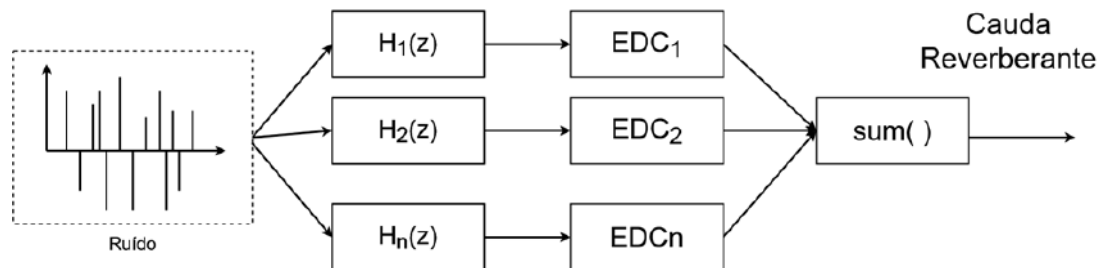 Ruído
H₁(z)
EDC₁
H₂(z)
EDC₂
Hₙ(z)
EDCn
sum( )
Cauda
Reverberante